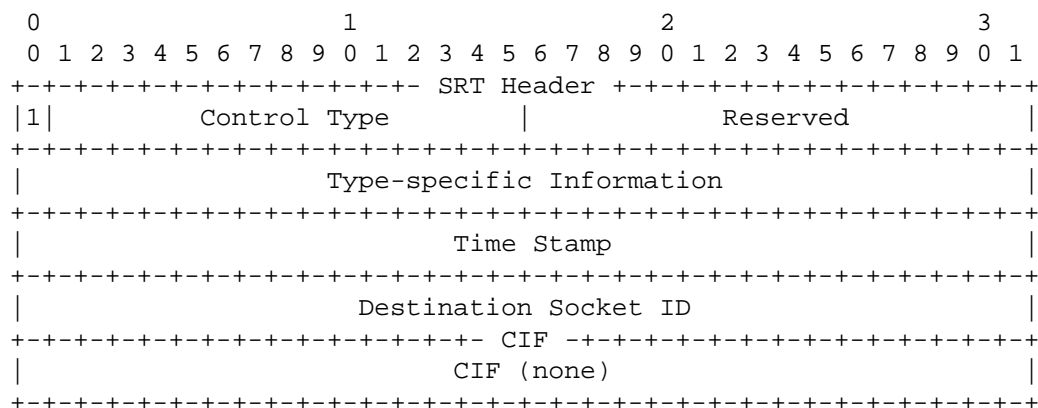 0                   1                   2                   3
 0 1 2 3 4 5 6 7 8 9 0 1 2 3 4 5 6 7 8 9 0 1 2 3 4 5 6 7 8 9 0 1
+-+-+-+-+-+-+-+-+-+-+-+-+- SRT Header +-+-+-+-+-+-+-+-+-+-+-+-+-+
|1|         Control Type        |            Reserved           |
+-+-+-+-+-+-+-+-+-+-+-+-+-+-+-+-+-+-+-+-+-+-+-+-+-+-+-+-+-+-+-+-+
|                   Type-specific Information                   |
+-+-+-+-+-+-+-+-+-+-+-+-+-+-+-+-+-+-+-+-+-+-+-+-+-+-+-+-+-+-+-+-+
|                           Time Stamp                          |
+-+-+-+-+-+-+-+-+-+-+-+-+-+-+-+-+-+-+-+-+-+-+-+-+-+-+-+-+-+-+-+-+
|                     Destination Socket ID                     |
+-+-+-+-+-+-+-+-+-+-+-+-+-+-+- CIF -+-+-+-+-+-+-+-+-+-+-+-+-+-+-+
|                           CIF (none)                          |
+-+-+-+-+-+-+-+-+-+-+-+-+-+-+-+-+-+-+-+-+-+-+-+-+-+-+-+-+-+-+-+-+